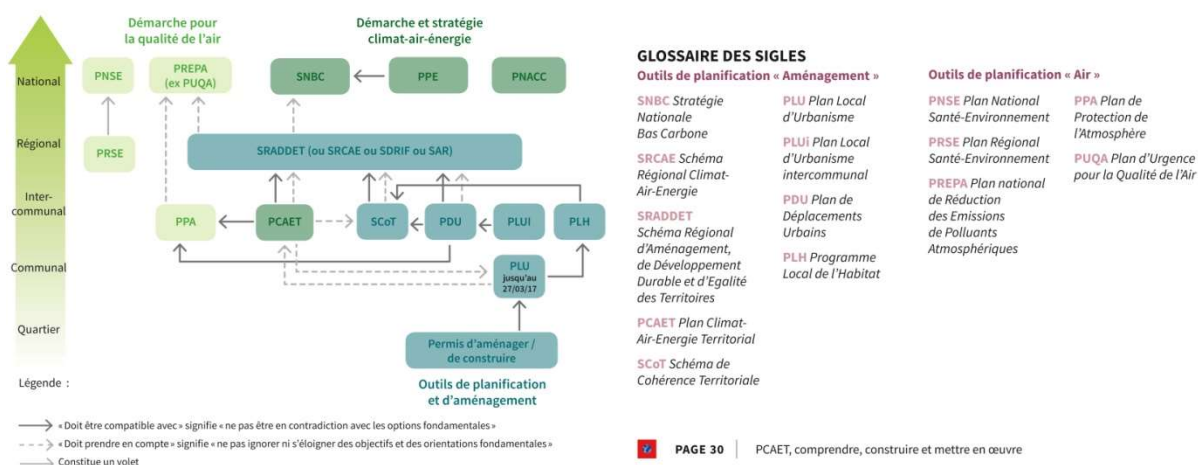 Démarche pour
la qualité de l'air
Démarche et stratégie
climat-air-énergie
National
PNSE
PREPA
(ex PUQA)
SNBC
PPE
PNACC
Régional
PRSE
SRADDET (ou SRCAE ou SDRIF ou SAR)
Inter-
communal
PPA
PCAET
SCoT
PDU
PLUI
PLH
Communal
PLU
jusqu'au
27/03/17
Quartier
Permis d'aménager /
de construire
Outils de planification
et d'aménagement
Légende :
« Doit être compatible avec » signifie « ne pas être en contradiction avec les options fondamentales »
« Doit prendre en compte » signifie « ne pas ignorer ni s'éloigner des objectifs et des orientations fondamentales »
Constitue un volet
GLOSSAIRE DES SIGLES
Outils de planification « Aménagement »
SNBC Stratégie
Nationale
Bas Carbone
SRCAE Schéma
Régional Climat-
Air-Energie
SRADDET
Schéma Régional
d'Aménagement,
de Développement
Durable et d'Egalité
des Territoires
PCAET Plan Climat-
Air-Energie Territorial
SCoT Schéma de
Cohérence Territoriale
PLU Plan Local
d'Urbanisme
PLUi Plan Local
d'Urbanisme
intercommunal
PDU Plan de
Déplacements
Urbains
PLH Programme
Local de l'Habitat
Outils de planification « Air »
PNSE Plan National
Santé-Environnement
PRSE Plan Régional
Santé-Environnement
PREPA Plan national
de Réduction
des Emissions
de Polluants
Atmosphériques
PPA Plan de
Protection de
l'Atmosphère
PUQA Plan d'Urgence
pour la Qualité de l'Air
PAGE 30 | PCAET, comprendre, construire et mettre en œuvre